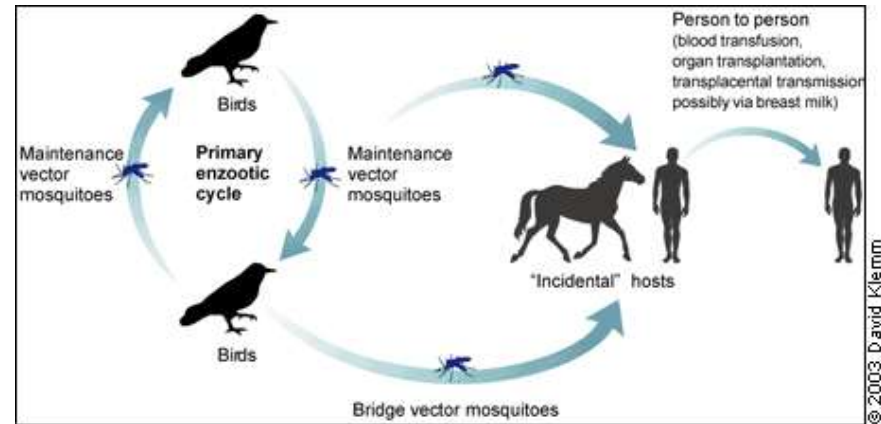 Person to person
(blood transfusion,
organ transplantation,
transplacental transmission
possibly via breast milk)
Birds
Maintenance
vector
mosquitoes
Primary
enzootic
cycle
Maintenance
vector
mosquitoes
"Incidental" hosts
Birds
Bridge vector mosquitoes
© 2003 David Klemm